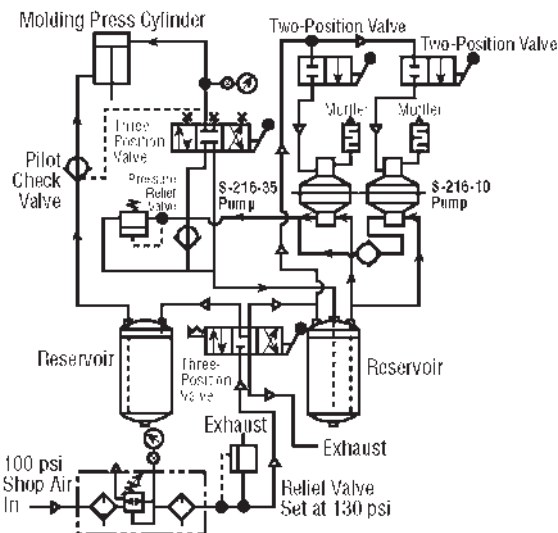 Molding Press Cylinder
Two-Position Valve
Two-Position Valve
Muffler
Muffler
Three-
Position
Valve
Pilot
Check
Valve
Pressure
Relief
Valve
S-216-35
Pump
S-216-10
Pump
Reservoir
Three-
Position
Valve
Reservoir
Exhaust
Exhaust
100 psi
Shop Air
In
Relief Valve
Set at 130 psi